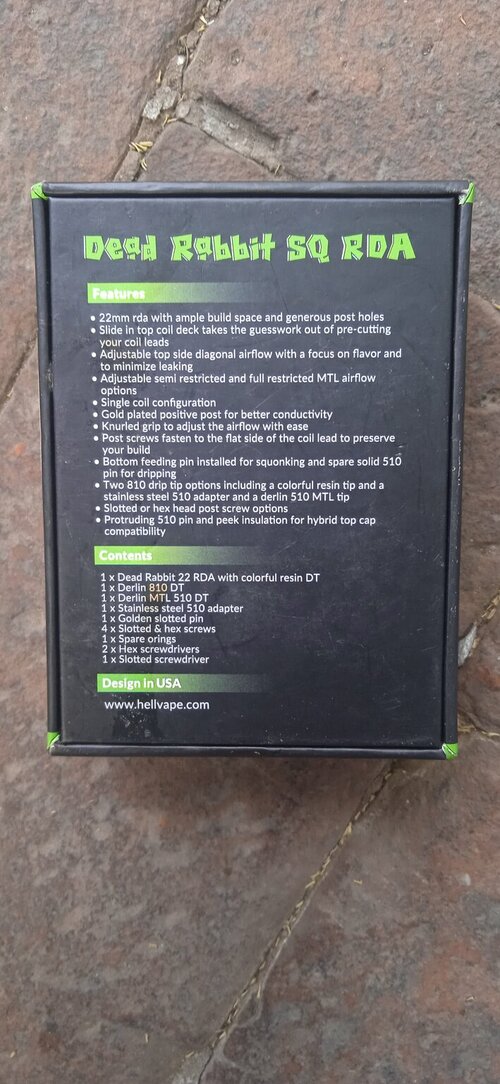 Dead Rabbit SQ RDA
Features
• 22mm rda with ample build space and generous post holes
• Slide in top coil deck takes the guesswork out of pre-cutting
your coil leads
• Adjustable top side diagonal airflow with a focus on flavor and
to minimize leaking
• Adjustable semi restricted and full restricted MTL airflow
options
• Single coil configuration
• Gold plated positive post for better conductivity
• Knurled grip to adjust the airflow with ease
• Post screws fasten to the flat side of the coil lead to preserve
your build
• Bottom feeding pin installed for squonking and spare solid 510
pin for dripping
• Two 810 drip tip options including a colorful resin tip and a
stainless steel 510 adapter and a derlin 510 MTL tip
• Slotted or hex head post screw options
• Protruding 510 pin and peek insulation for hybrid top cap
compatibility
Contents
1 x Dead Rabbit 22 RDA with colorful resin DT
1 x Derlin 810 DT
1 x Derlin MTL 510 DT
1 x Stainless steel 510 adapter
1 x Golden slotted pin
4 x Slotted & hex screws
1 x Spare orings
2 x Hex screwdrivers
1 x Slotted screwdriver
Design in USA
www.hellvape.com